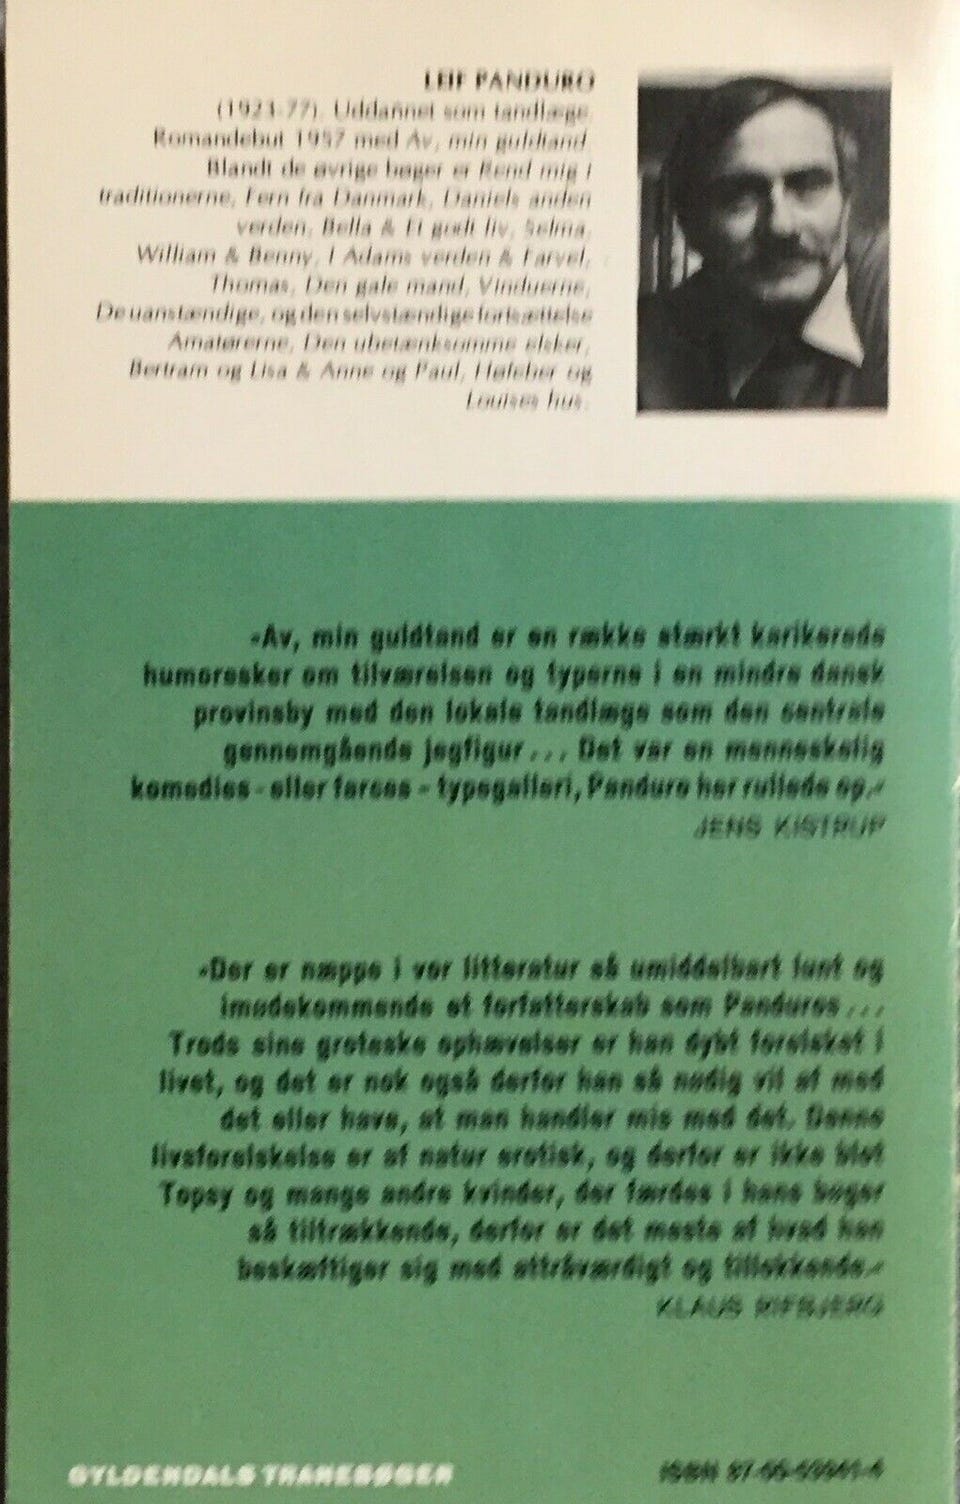 LEIF PANDURO
(1923-77). Uddannet som tandlæge.
Romandebut 1957 med Av, min guldtand.
Blandt de øvrige bøger er Rend mig i
traditionerne, Fern fra Danmark, Daniels anden
verden, Bella & Et godt liv, Selma,
William & Benny, I Adams verden & Farvel,
Thomas, Den gale mand, Vinduerne,
De uanstændige, og den selvstændige fortsættelse
Amatørerne, Den ubetænksomme elsker,
Bertram og Lisa & Anne og Paul, Høfeber og
Louises hus.
»Av, min guldtand er en række stærkt karikerede
humoresker om tilværelsen og typerne i en mindre dansk
provinsby med den lokale tandlæge som den centrale
gennemgående jegfigur... Det var en menneskelig
komedies - eller farces - typegalleri, Panduro her rullede op.«
JENS KISTRUP
»Der er næppe i vor litteratur så umiddelbart lunt og
imødekommende et forfatterskab som Panduros...
Trods sine groteske ophævelser er han dybt forelsket i
livet, og det er nok også derfor han så nødig vil af med
det eller have, at man handler mis med det. Denne
livsforelskelse er af natur erotisk, og derfor er ikke blot
Topsy og mange andre kvinder, der færdes i hans bøger
så tiltrækkende, derfor er det meste af hvad han
beskæftiger sig med attråværdigt og tillokkende.«
KLAUS RIFBJERG
GYLDENDALS TRANEBØGER
ISBN